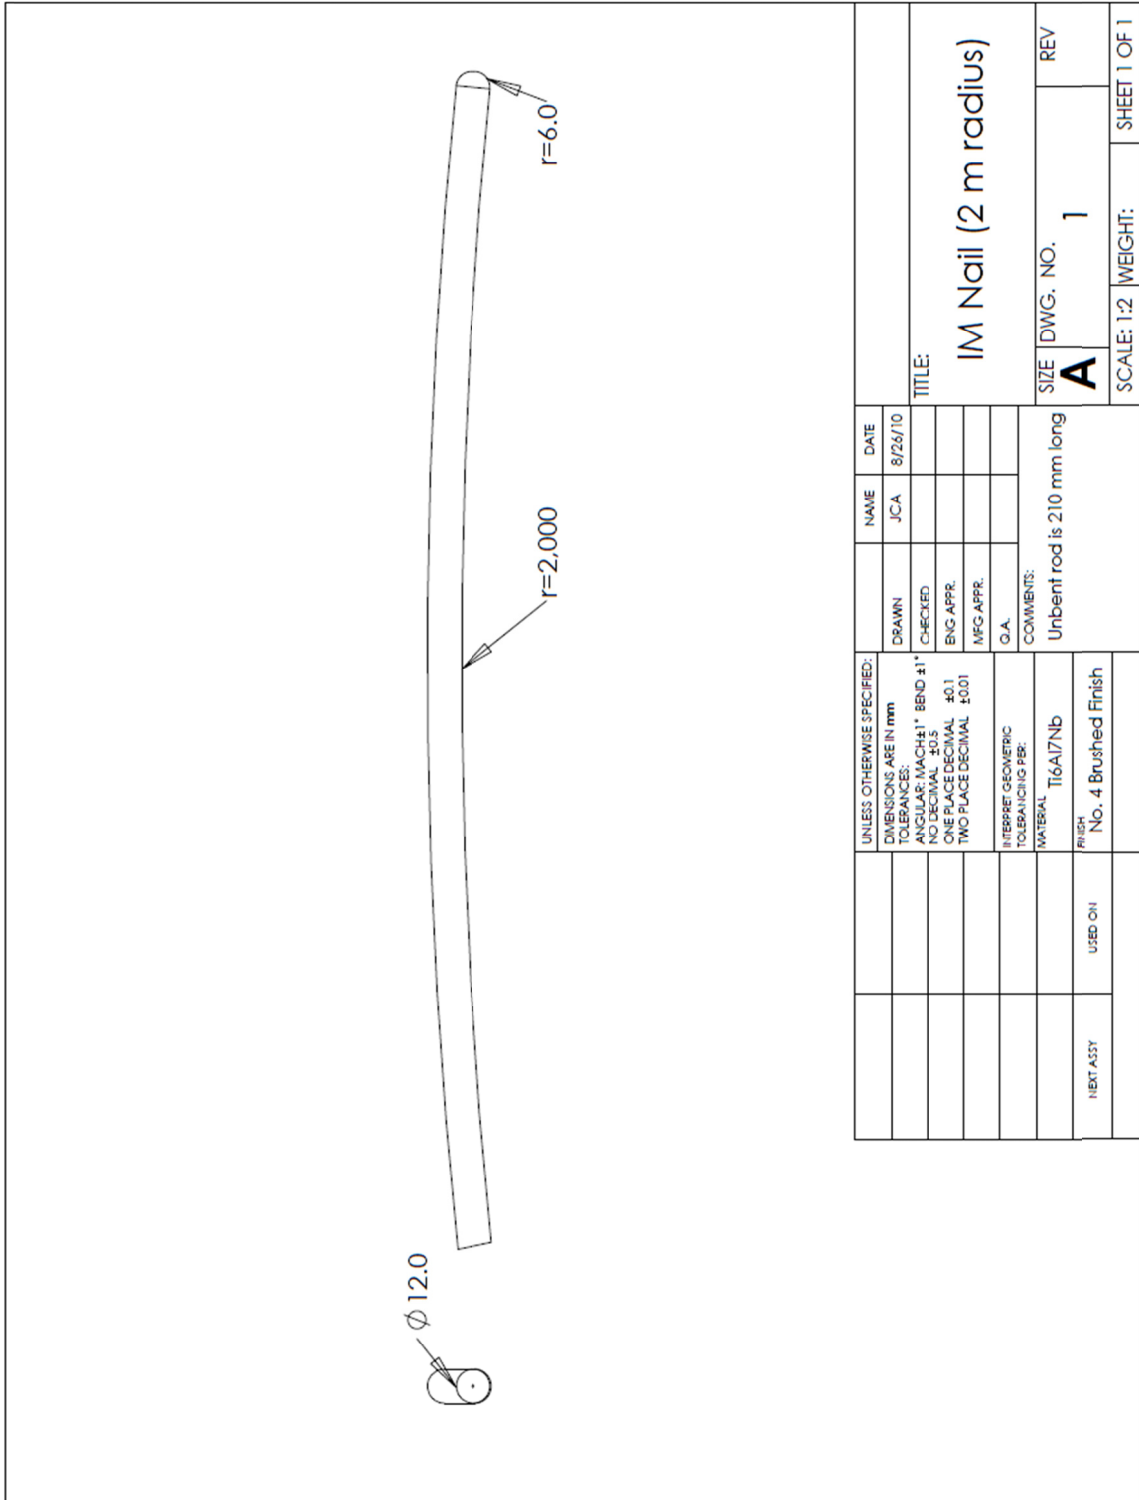 Ø 12.0
r=2,000
r=6.0
UNLESS OTHERWISE SPECIFIED:
DIMENSIONS ARE IN mm
TOLERANCES:
ANGULAR: MACH±1° BEND ±1°
NO DECIMAL ±0.5
ONE PLACE DECIMAL ±0.1
TWO PLACE DECIMAL ±0.01
INTERPRET GEOMETRIC
TOLERANCING PER:
MATERIAL
Ti6Al7Nb
FINISH
No. 4 Brushed Finish
NEXT ASSY
USED ON
NAME
DATE
DRAWN
JCA
8/26/10
CHECKED
ENG APPR.
MFG APPR.
Q.A.
COMMENTS:
Unbent rod is 210 mm long
TITLE:
IM Nail (2 m radius)
SIZE
A
DWG. NO.
1
REV
SCALE: 1:2
WEIGHT:
SHEET 1 OF 1